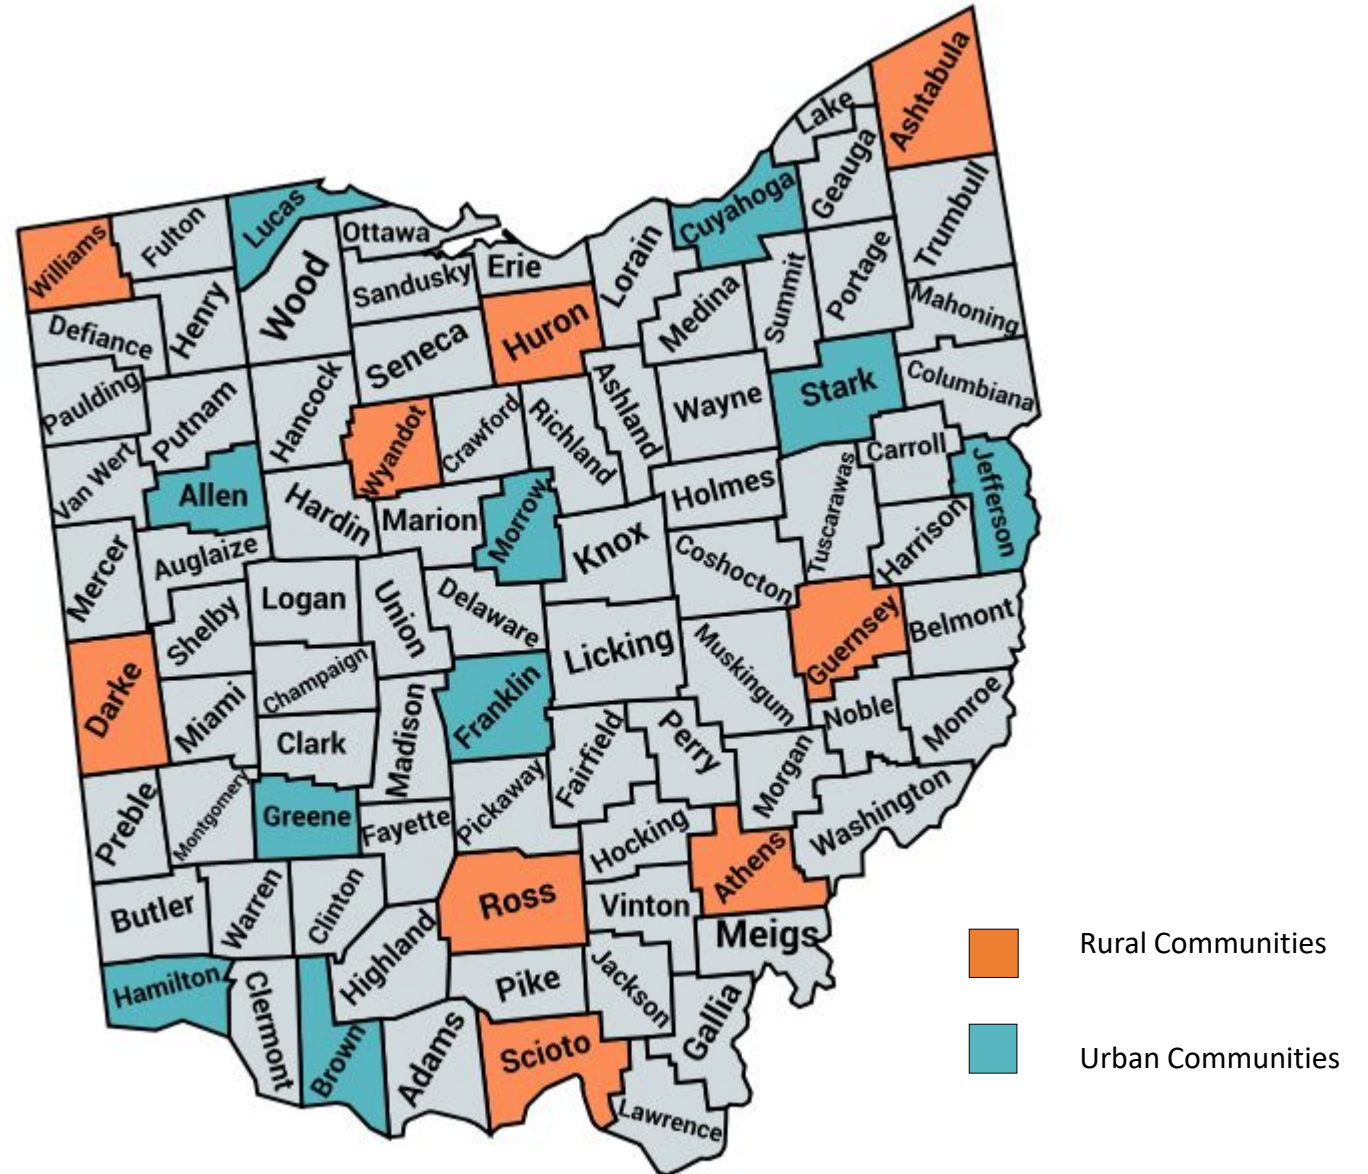 Ashtabula
Lake
Geauga
Cuyahoga
Trumbull
Lucas
Fulton
Williams
Ottawa
Wood
Sandusky
Erie
Lorain
Medina
Summit
Portage
Mahoning
Henry
Defiance
Huron
Seneca
Paulding
Putnam
Hancock
Wyandot
Crawford
Richland
Ashland
Wayne
Stark
Columbiana
Carroll
Jefferson
Van Wert
Allen
Hardin
Marion
Morrow
Holmes
Tuscarawas
Harrison
Knox
Coshocton
Mercer
Auglaize
Logan
Union
Delaware
Shelby
Champaign
Licking
Muskingum
Guernsey
Belmont
Darke
Miami
Clark
Madison
Franklin
Fairfield
Perry
Morgan
Noble
Monroe
Preble
Montgomery
Greene
Fayette
Pickaway
Hocking
Athens
Washington
Butler
Warren
Clinton
Ross
Vinton
Meigs
Rural Communities
Hamilton
Clermont
Highland
Pike
Jackson
Gallia
Brown
Adams
Scioto
Urban Communities
Lawrence